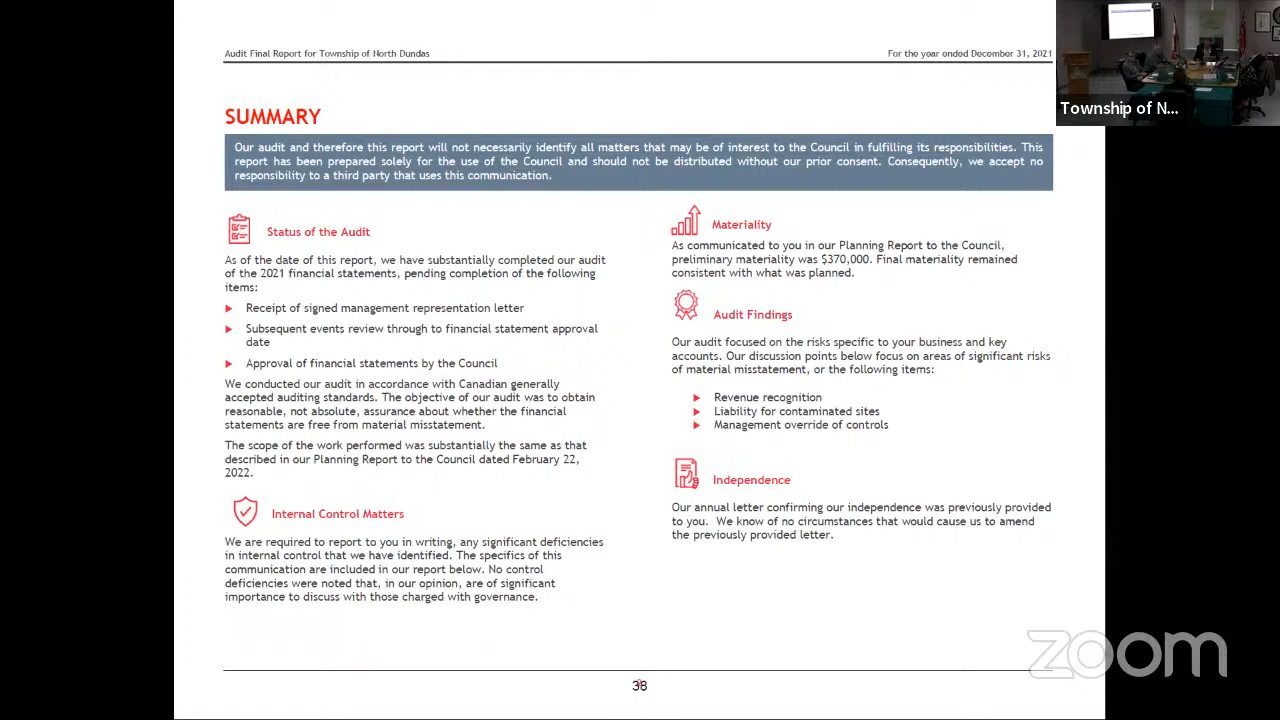 Audit Final Report for Township of North Dundas
For the year ended December 31, 2021
Township of N...
SUMMARY
Our audit and therefore this report will not necessarily identify all matters that may be of interest to the Council in fulfilling its responsibilities. This
report has been prepared solely for the use of the Council and should not be distributed without our prior consent. Consequently, we accept no
responsibility to a third party that uses this communication.
Status of the Audit
As of the date of this report, we have substantially completed our audit
of the 2021 financial statements, pending completion of the following
items:
Receipt of signed management representation letter
Subsequent events review through to financial statement approval
date
Approval of financial statements by the Council
We conducted our audit in accordance with Canadian generally
accepted auditing standards. The objective of our audit was to obtain
reasonable, not absolute, assurance about whether the financial
statements are free from material misstatement.
The scope of the work performed was substantially the same as that
described in our Planning Report to the Council dated February 22,
2022.
Internal Control Matters
We are required to report to you in writing, any significant deficiencies
in internal control that we have identified. The specifics of this
communication are included in our report below. No control
deficiencies were noted that, in our opinion, are of significant
importance to discuss with those charged with governance.
Materiality
As communicated to you in our Planning Report to the Council,
preliminary materiality was $370,000. Final materiality remained
consistent with what was planned.
Audit Findings
Our audit focused on the risks specific to your business and key
accounts. Our discussion points below focus on areas of significant risks
of material misstatement, or the following items:
Revenue recognition
Liability for contaminated sites
Management override of controls
Independence
Our annual letter confirming our independence was previously provided
to you. We know of no circumstances that would cause us to amend
the previously provided letter.
38
zoom